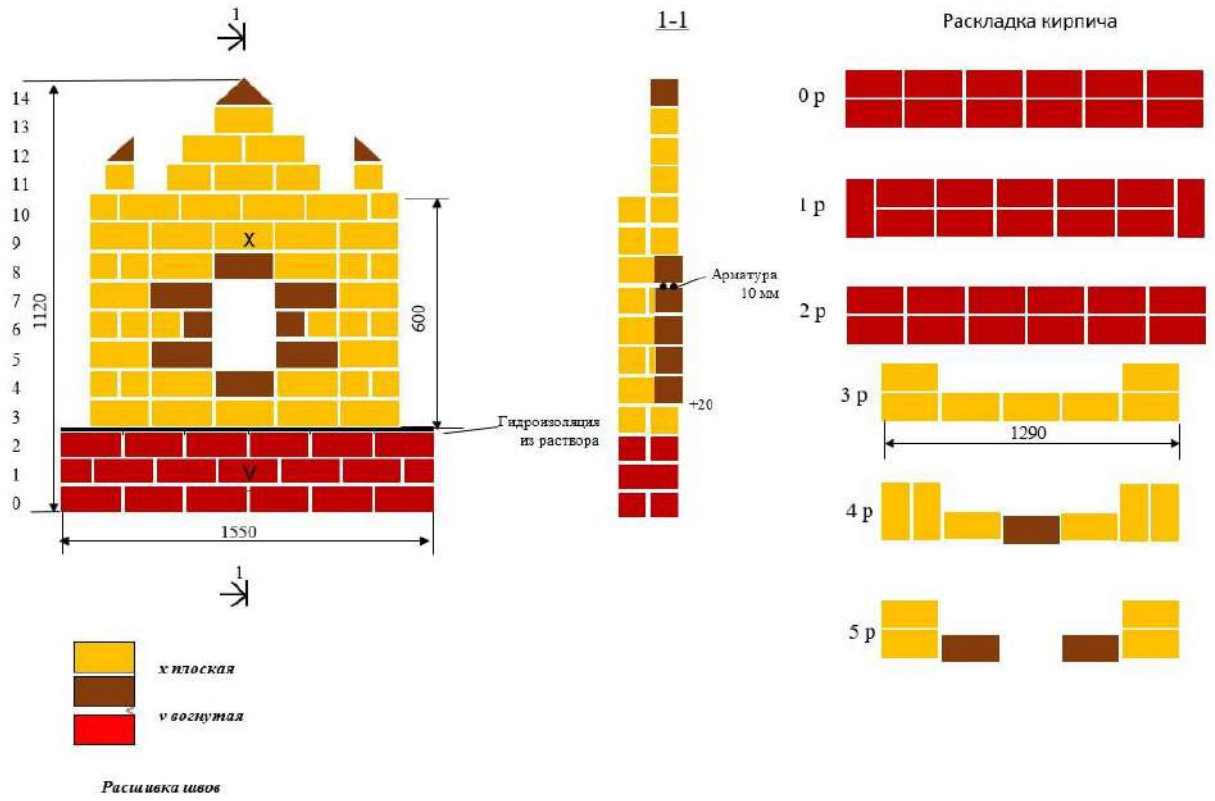 1
1-1
Раскладка кирпича
14
13
12
11
10
9
8
7
6
5
4
3
2
1
0
1120
600
X
V
1550
1
Гидроизоляция
из раствора
Арматура
10 мм
+20
0 р
1 р
2 р
3 р
1290
4 р
5 р
х плоская
v вогнутая
Расшивка швов